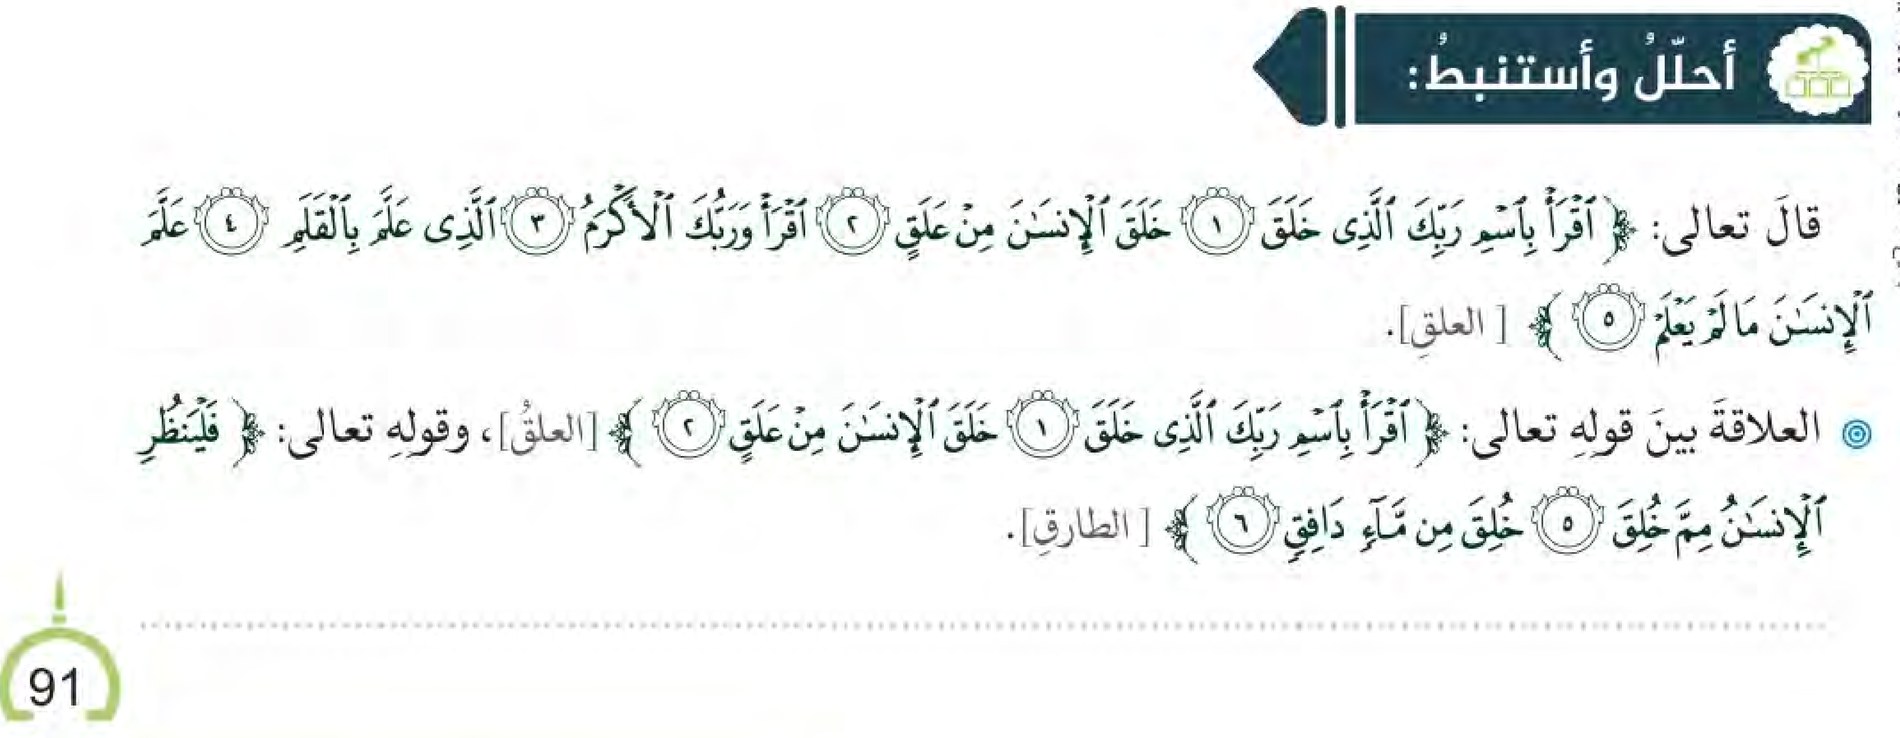 أحلّلُ وأستنبطُ:
قالَ تعالى: ﴿ ٱقْرَأْ بِٱسْمِ رَبِّكَ ٱلَّذِى خَلَقَ ١ خَلَقَ ٱلْإِنسَٰنَ مِنْ عَلَقٍ ٢ ٱقْرَأْ وَرَبُّكَ ٱلْأَكْرَمُ ٣ ٱلَّذِى عَلَّمَ بِٱلْقَلَمِ ٤ عَلَّمَ
ٱلْإِنسَٰنَ مَا لَمْ يَعْلَمْ ٥ ﴾ [ العلقِ].
العلاقةَ بينَ قولِهِ تعالى: ﴿ ٱقْرَأْ بِٱسْمِ رَبِّكَ ٱلَّذِى خَلَقَ ١ خَلَقَ ٱلْإِنسَٰنَ مِنْ عَلَقٍ ٢ ﴾ [العلقُ]، وقولِهِ تعالى: ﴿ فَلْيَنظُرِ
ٱلْإِنسَٰنُ مِمَّ خُلِقَ ٥ خُلِقَ مِن مَّآءٍ دَافِقٍ ٦ ﴾ [ الطارقِ].
91